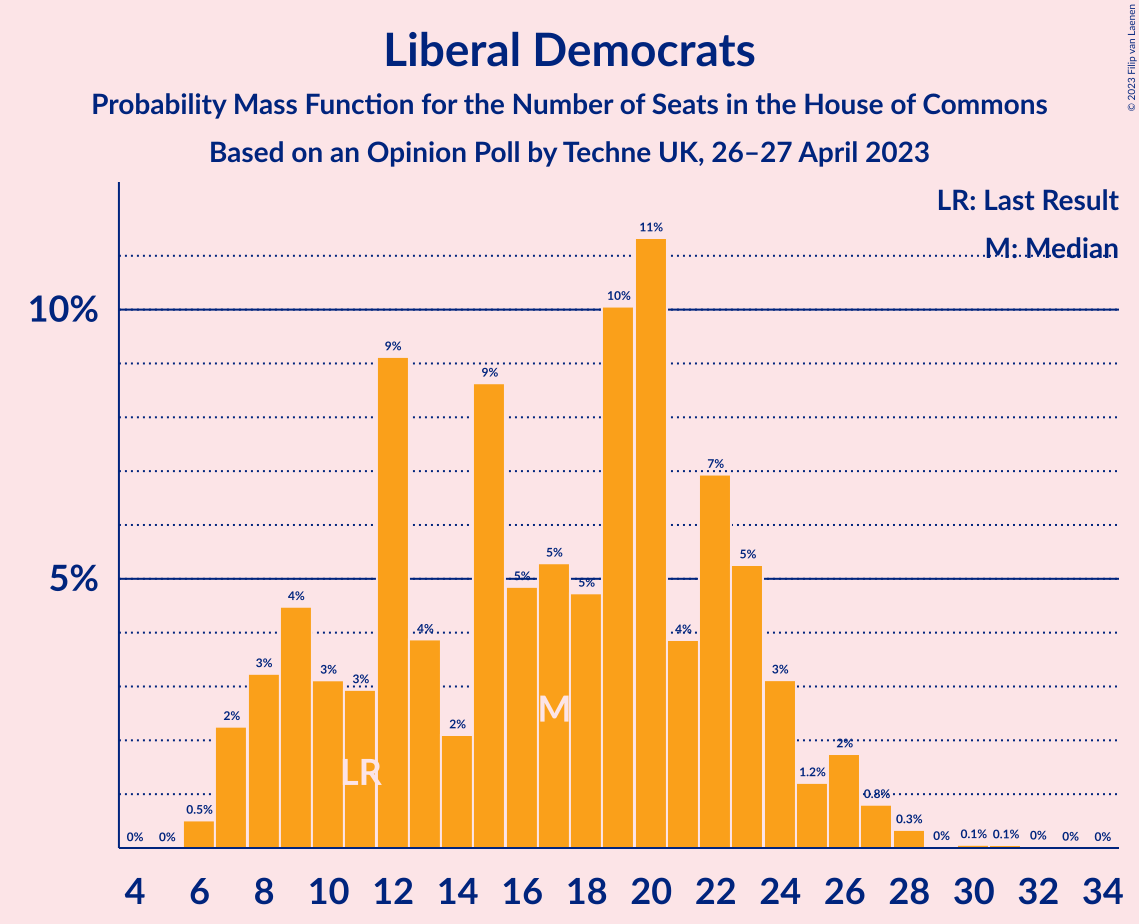 © 2023 Filip van Laenen
Liberal Democrats
Probability Mass Function for the Number of Seats in the House of Commons
Based on an Opinion Poll by Techne UK, 26–27 April 2023
LR: Last Result
M: Median
10%
5%
0% 0% 0.5% 2% 3% 4% 3% 3% 9% 4% 2% 9% 5% 5% 5% 10% 11% 4% 7% 5% 3% 1.2% 2% 0.8% 0.3% 0% 0.1% 0.1% 0% 0% 0%
M
LR
4 6 8 10 12 14 16 18 20 22 24 26 28 30 32 34